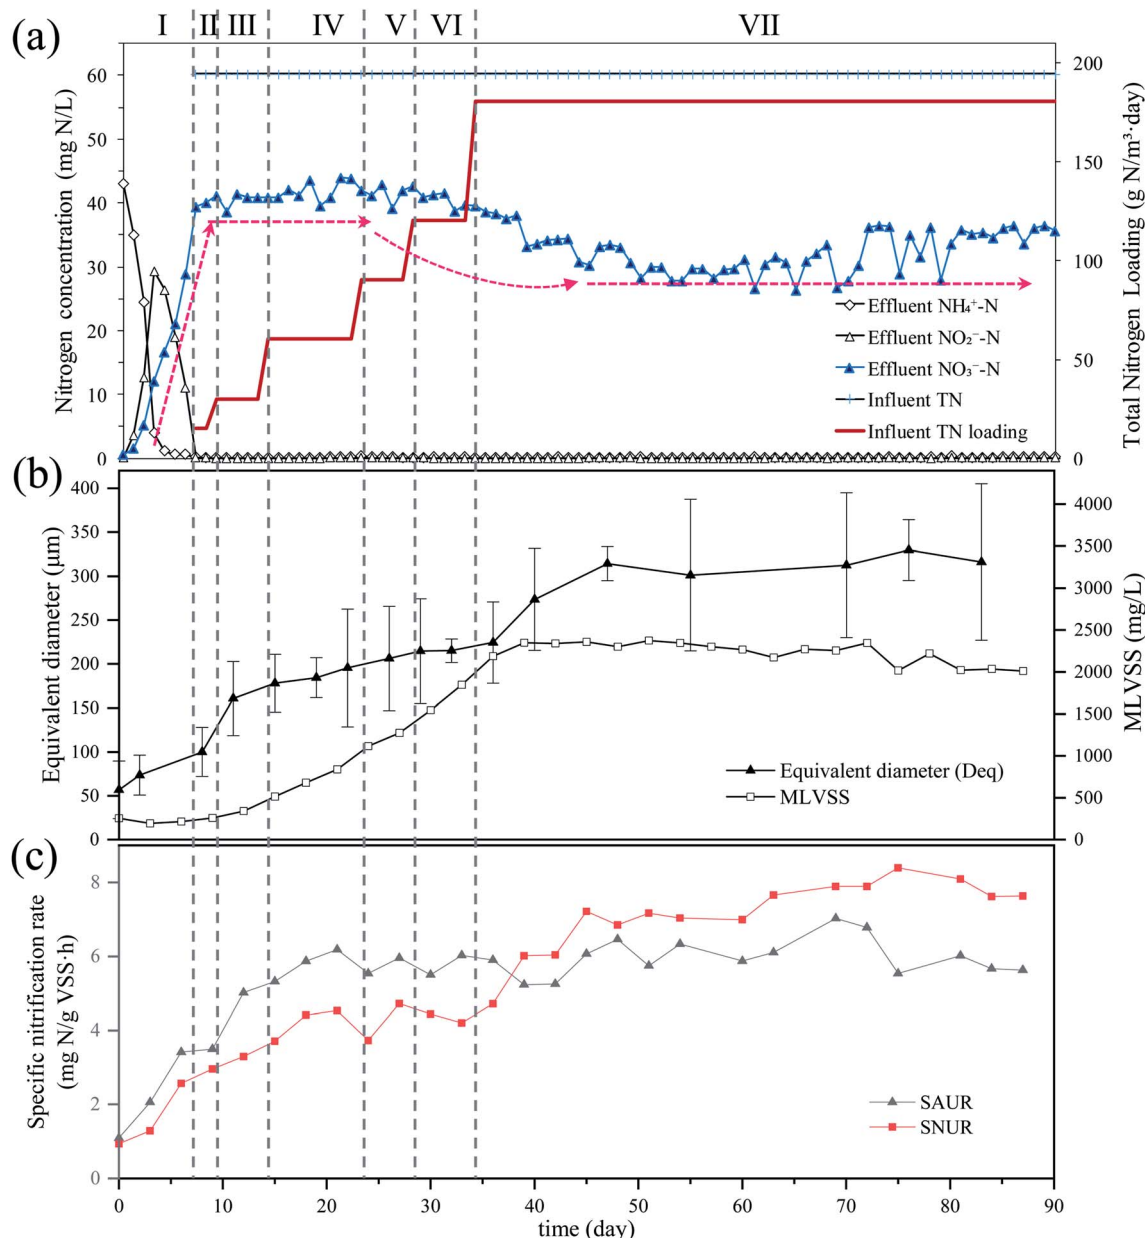 (a)
I II III IV V VI VII
Nitrogen concentration (mg N/L)
60
50
40
30
20
10
0
200
150
100
50
0
Total Nitrogen Loading (g N/m³·day)
Effluent NH₄⁺-N
Effluent NO₂⁻-N
Effluent NO₃⁻-N
Influent TN
Influent TN loading
(b)
Equivalent diameter (μm)
400
350
300
250
200
150
100
50
0
4000
3500
3000
2500
2000
1500
1000
500
0
MLVSS (mg/L)
Equivalent diameter (Deq)
MLVSS
(c)
Specific nitrification rate
(mg N/g VSS·h)
8
6
4
2
0
SAUR
SNUR
0 10 20 30 40 50 60 70 80 90
time (day)